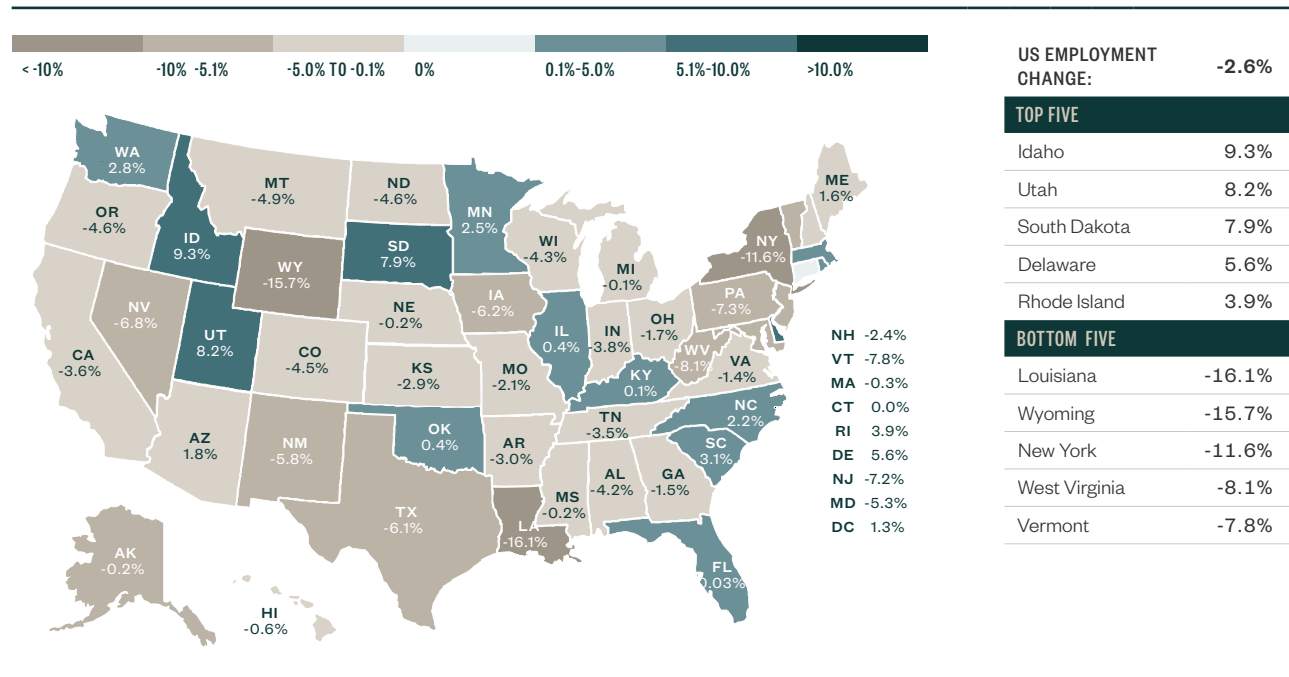 < -10% -10% -5.1% -5.0% TO -0.1% 0% 0.1%-5.0% 5.1%-10.0% >10.0%
WA
2.8%
OR
-4.6%
ID
9.3%
MT
-4.9%
ND
-4.6%
MN
2.5%
SD
7.9%
WY
-15.7%
WI
-4.3%
MI
-0.1%
NY
-11.6%
ME
1.6%
NV
-6.8%
UT
8.2%
CA
-3.6%
CO
-4.5%
NE
-0.2%
IA
-6.2%
IL
0.4%
IN
-3.8%
OH
-1.7%
PA
-7.3%
WV
-8.1%
VA
-1.4%
KS
-2.9%
MO
-2.1%
KY
0.1%
NC
2.2%
TN
-3.5%
SC
3.1%
AZ
1.8%
NM
-5.8%
OK
0.4%
AR
-3.0%
MS
-0.2%
AL
-4.2%
GA
-1.5%
TX
-6.1%
LA
-16.1%
FL
0.03%
AK
-0.2%
HI
-0.6%
NH -2.4%
VT -7.8%
MA -0.3%
CT 0.0%
RI 3.9%
DE 5.6%
NJ -7.2%
MD -5.3%
DC 1.3%
US EMPLOYMENT
CHANGE: -2.6%
TOP FIVE
Idaho 9.3%
Utah 8.2%
South Dakota 7.9%
Delaware 5.6%
Rhode Island 3.9%
BOTTOM FIVE
Louisiana -16.1%
Wyoming -15.7%
New York -11.6%
West Virginia -8.1%
Vermont -7.8%